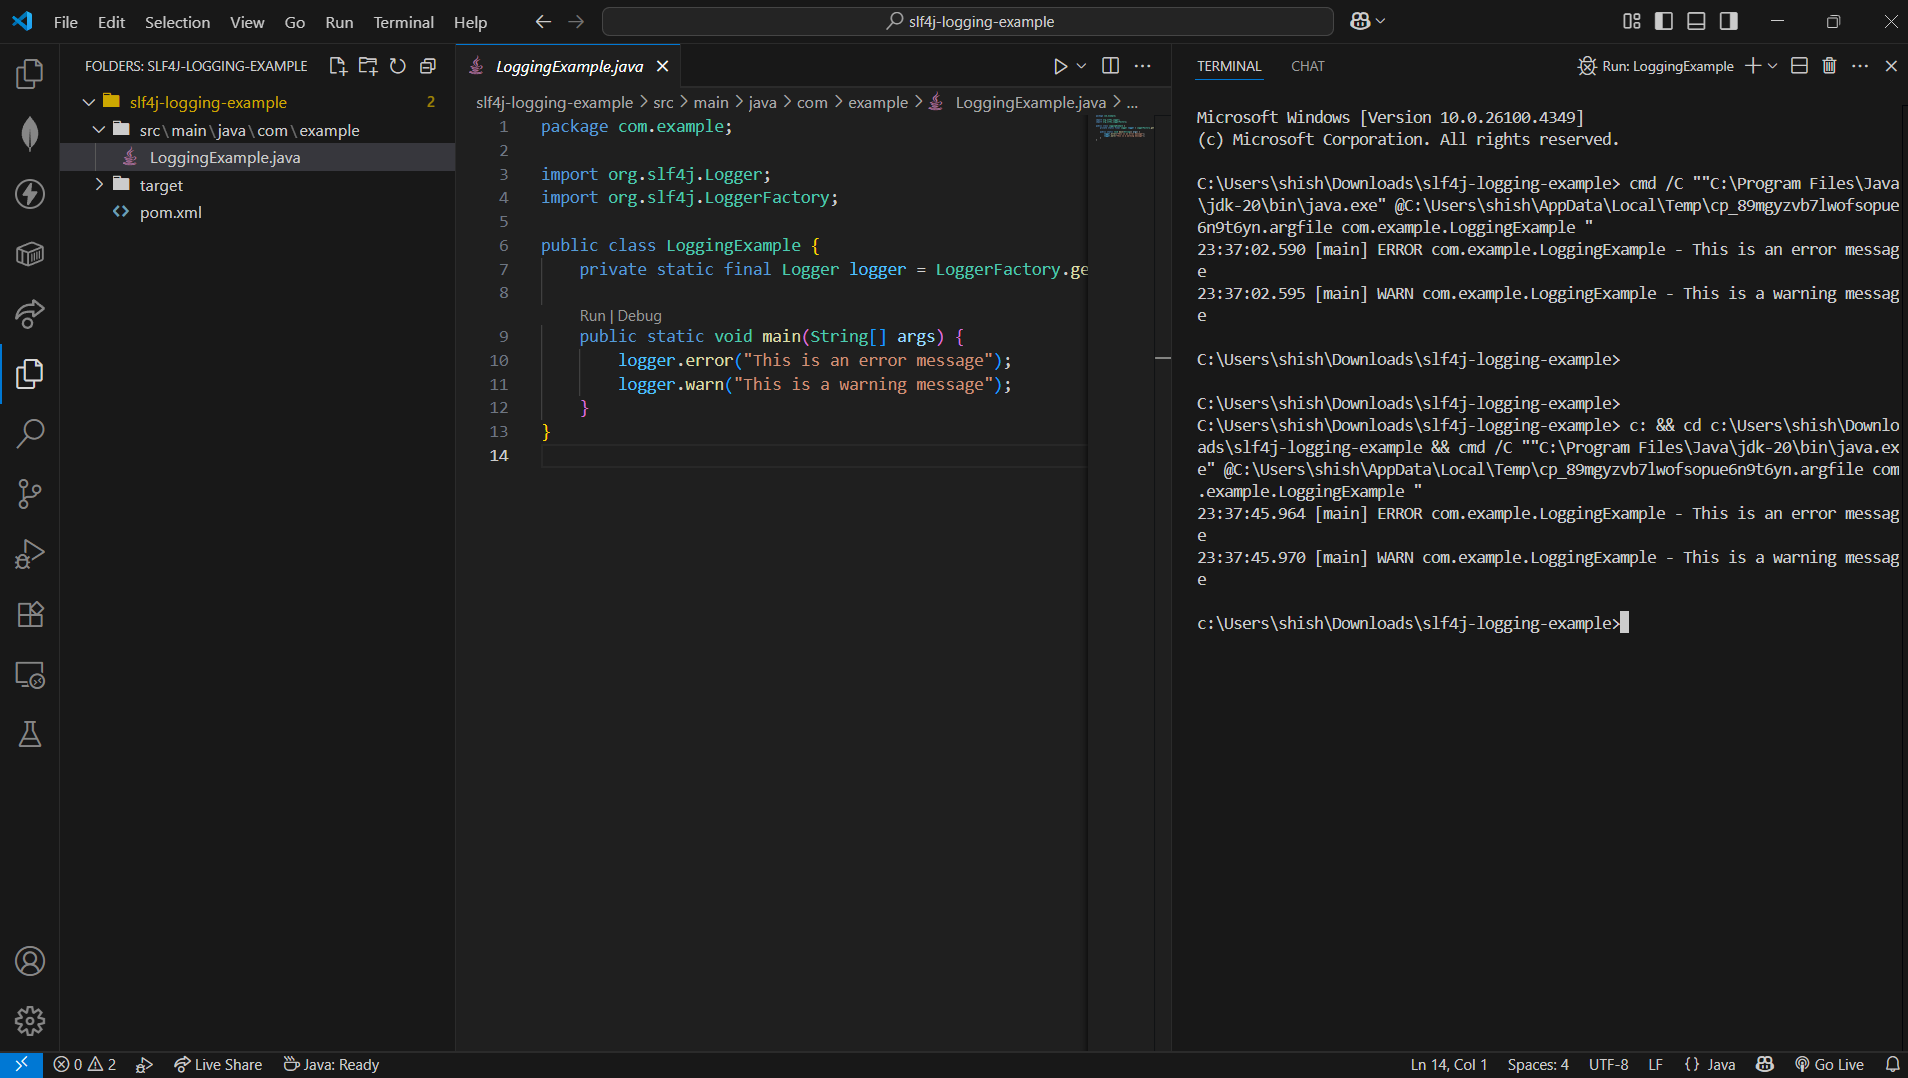 File Edit Selection View Go Run Terminal Help
slf4j-logging-example
FOLDERS: SLF4J-LOGGING-EXAMPLE
slf4j-logging-example 2
src\main\java\com\example
LoggingExample.java
target
pom.xml
LoggingExample.java
slf4j-logging-example > src > main > java > com > example > LoggingExample.java > ...
1 package com.example;
2
3 import org.slf4j.Logger;
4 import org.slf4j.LoggerFactory;
5
6 public class LoggingExample {
7 private static final Logger logger = LoggerFactory.ge
8
Run | Debug
9 public static void main(String[] args) {
10 logger.error("This is an error message");
11 logger.warn("This is a warning message");
12 }
13 }
14
TERMINAL CHAT
Run: LoggingExample
Microsoft Windows [Version 10.0.26100.4349]
(c) Microsoft Corporation. All rights reserved.
C:\Users\shish\Downloads\slf4j-logging-example> cmd /C ""C:\Program Files\Java
\jdk-20\bin\java.exe" @C:\Users\shish\AppData\Local\Temp\cp_89mgyzvb7lwofsopue
6n9t6yn.argfile com.example.LoggingExample "
23:37:02.590 [main] ERROR com.example.LoggingExample - This is an error messag
e
23:37:02.595 [main] WARN com.example.LoggingExample - This is a warning messag
e
C:\Users\shish\Downloads\slf4j-logging-example>
C:\Users\shish\Downloads\slf4j-logging-example>
C:\Users\shish\Downloads\slf4j-logging-example> c: && cd c:\Users\shish\Downlo
ads\slf4j-logging-example && cmd /C ""C:\Program Files\Java\jdk-20\bin\java.ex
e" @C:\Users\shish\AppData\Local\Temp\cp_89mgyzvb7lwofsopue6n9t6yn.argfile com
.example.LoggingExample "
23:37:45.964 [main] ERROR com.example.LoggingExample - This is an error messag
e
23:37:45.970 [main] WARN com.example.LoggingExample - This is a warning messag
e
c:\Users\shish\Downloads\slf4j-logging-example>
0 2 Live Share Java: Ready
Ln 14, Col 1 Spaces: 4 UTF-8 LF {} Java Go Live